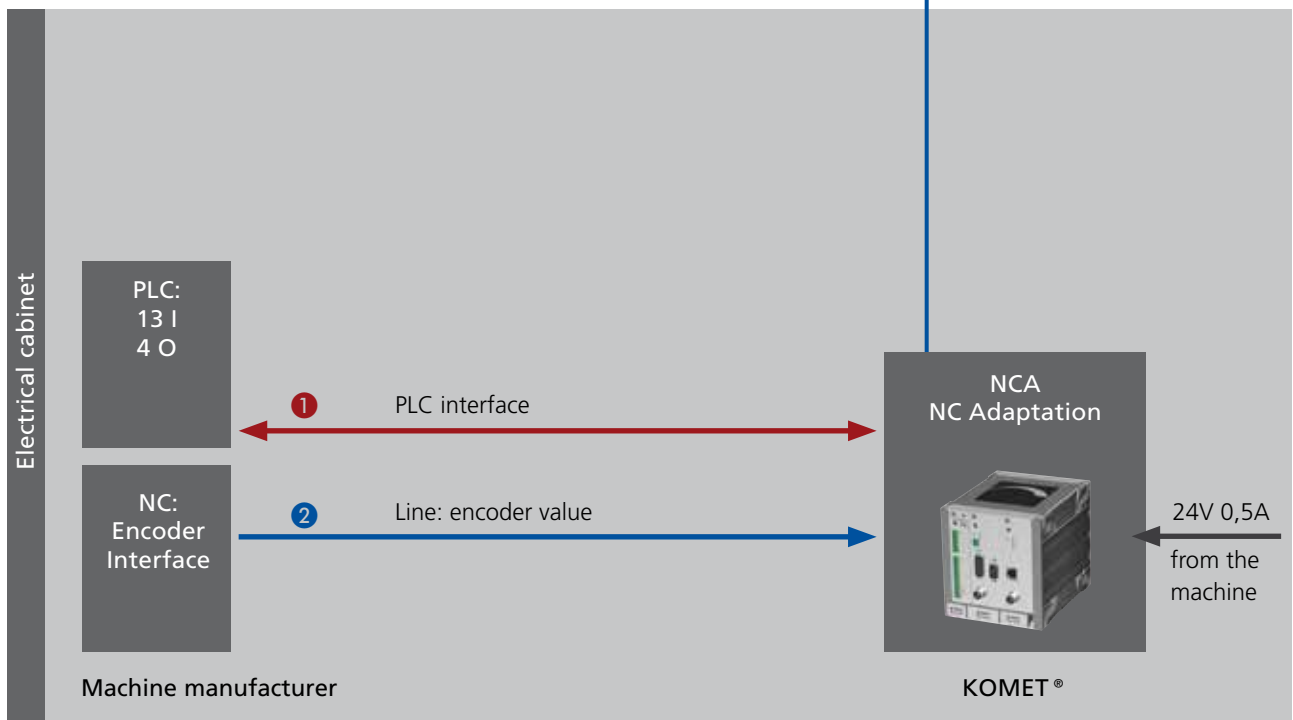 Electrical cabinet
PLC:
13 I
4 O
1 PLC interface
NC:
Encoder
Interface
2 Line: encoder value
NCA
NC Adaptation
24V 0,5A
from the
machine
Machine manufacturer
KOMET ®